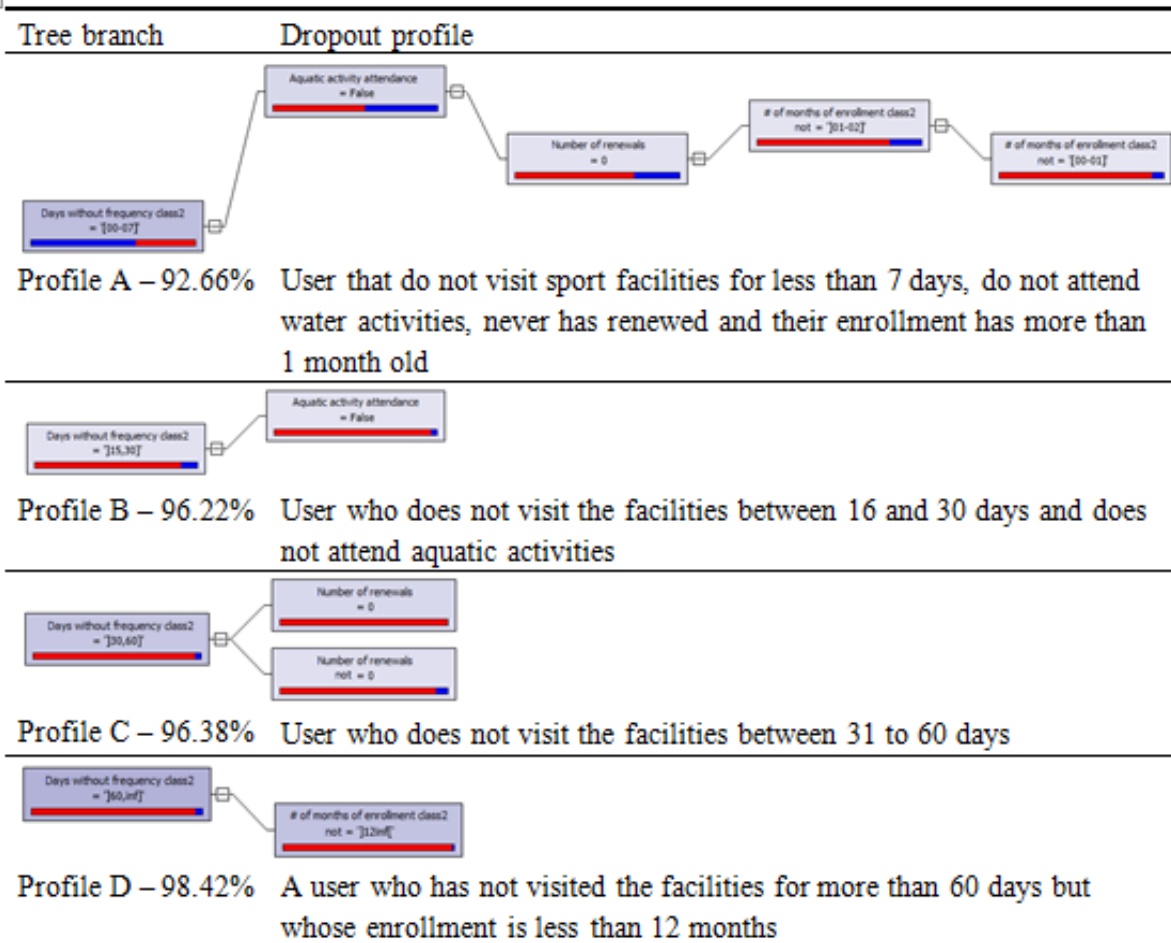 Tree branch Dropout profile
Aquatic activity attendance
= False
# of months of enrollment class2
not = ']01-02]'
Number of renewals
= 0
# of months of enrollment class2
not = '[00-01]'
Days without frequency class2
= '[00-07]'
Profile A – 92.66% User that do not visit sport facilities for less than 7 days, do not attend
water activities, never has renewed and their enrollment has more than
1 month old
Aquatic activity attendance
= False
Days without frequency class2
= ']15,30]'
Profile B – 96.22% User who does not visit the facilities between 16 and 30 days and does
not attend aquatic activities
Number of renewals
= 0
Days without frequency class2
= ']30,60]'
Number of renewals
not = 0
Profile C – 96.38% User who does not visit the facilities between 31 to 60 days
Days without frequency class2
= ']60,inf]'
# of months of enrollment class2
not = ']12inf['
Profile D – 98.42% A user who has not visited the facilities for more than 60 days but
whose enrollment is less than 12 months